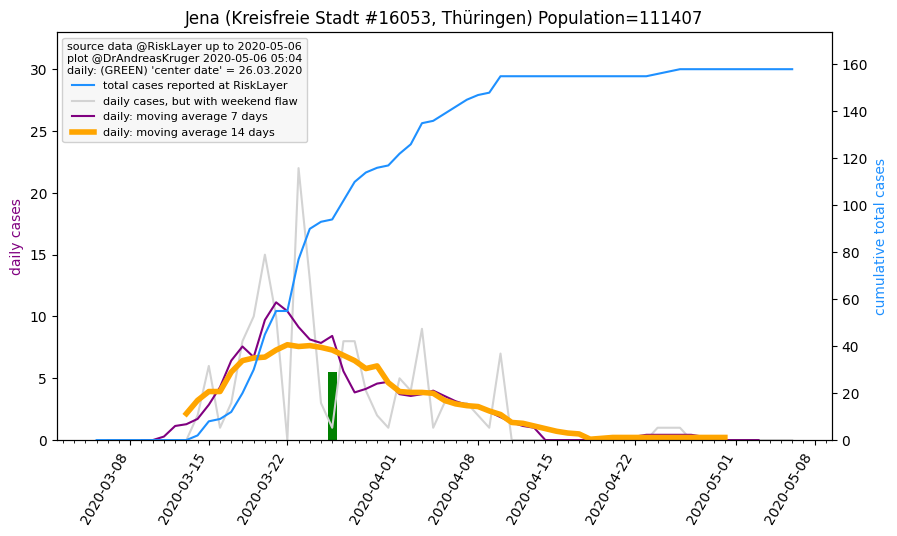 Jena (Kreisfreie Stadt #16053, Thüringen) Population=111407
source data @RiskLayer up to 2020-05-06
plot @DrAndreasKruger 2020-05-06 05:04
daily: (GREEN) 'center date' = 26.03.2020
total cases reported at RiskLayer
daily cases, but with weekend flaw
daily: moving average 7 days
daily: moving average 14 days
daily cases
30
25
20
15
10
5
0
160
140
120
100
80
60
40
20
0
cumulative total cases
2020-03-08
2020-03-15
2020-03-22
2020-04-01
2020-04-08
2020-04-15
2020-04-22
2020-05-01
2020-05-08